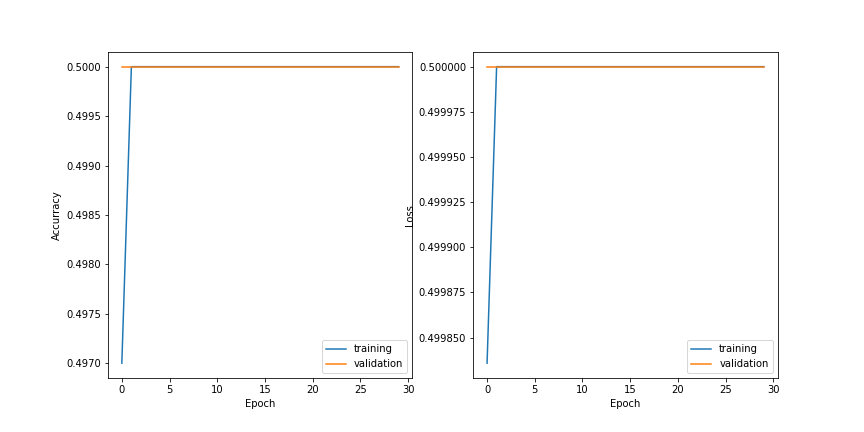 0.5000
0.4995
0.4990
0.4985
0.4980
0.4975
0.4970
Accurracy
0 5 10 15 20 25 30
Epoch
training
validation
0.500000
0.499975
0.499950
0.499925
0.499900
0.499875
0.499850
Loss
0 5 10 15 20 25 30
Epoch
training
validation